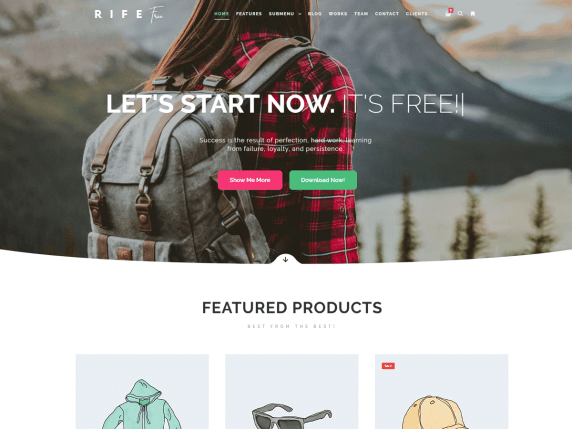 RIFE Free
HOME FEATURES SUBMENU BLOG WORKS TEAM CONTACT CLIENTS
LET'S START NOW. IT'S FREE!|
Success is the result of perfection, hard work, learning
from failure, loyalty, and persistence.
Show Me More Download Now!
FEATURED PRODUCTS
BEST FROM THE BEST!
SALE